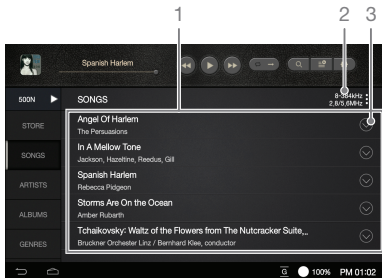 1 2 3
Spanish Harlem
500N SONGS 8-384kHz
2,8/5,6MHz
STORE
SONGS
ARTISTS
ALBUMS
GENRES
Angel Of Harlem
The Persuasions
In A Mellow Tone
Jackson, Hazeltine, Reedus, Gill
Spanish Harlem
Rebecca Pidgeon
Storms Are On the Ocean
Amber Rubarth
Tchaikovsky: Waltz of the Flowers from The Nutcracker Suite,,,
Bruckner Orchester Linz / Bernhard Klee, conductor
G 100% PM 01:02